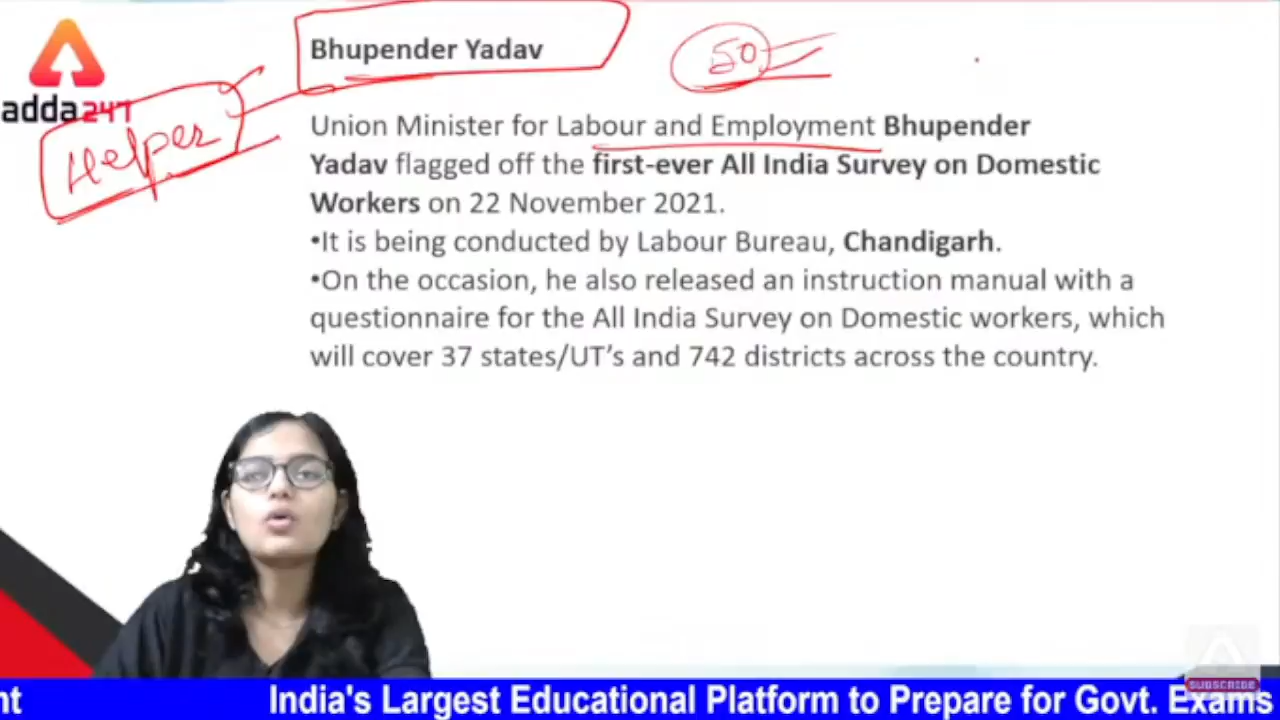 Bhupender Yadav
50
adda247
Helper
Union Minister for Labour and Employment Bhupender
Yadav flagged off the first-ever All India Survey on Domestic
Workers on 22 November 2021.
•It is being conducted by Labour Bureau, Chandigarh.
•On the occasion, he also released an instruction manual with a
questionnaire for the All India Survey on Domestic workers, which
will cover 37 states/UT's and 742 districts across the country.
SUBSCRIBE
nt India's Largest Educational Platform to Prepare for Govt. Exams